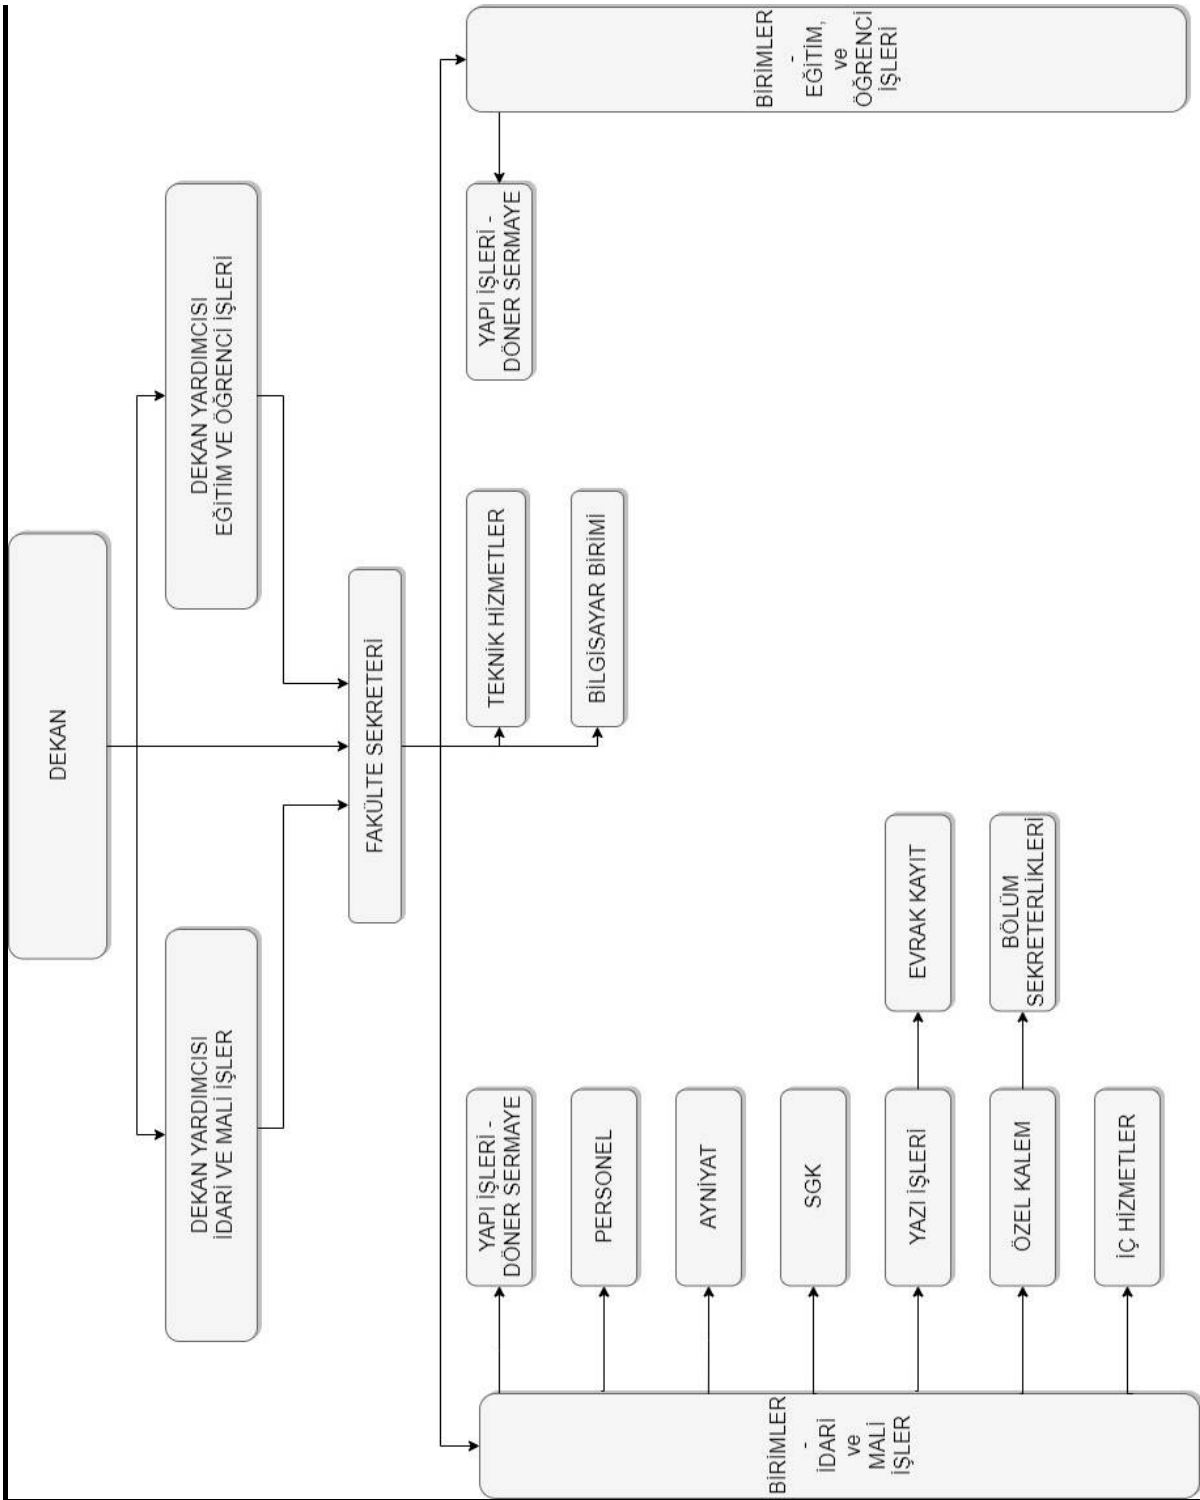 DEKAN
DEKAN YARDIMCISI
İDARİ VE MALİ İŞLER
DEKAN YARDIMCISI
EĞİTİM VE ÖĞRENCİ İŞLERİ
FAKÜLTE SEKRETERİ
BİRİMLER
-
İDARİ
ve
MALİ
İŞLER
YAPI İŞLERİ -
DÖNER SERMAYE
PERSONEL
AYNİYAT
SGK
YAZI İŞLERİ
EVRAK KAYIT
ÖZEL KALEM
BÖLÜM
SEKRETERLİKLERİ
İÇ HİZMETLER
TEKNİK HİZMETLER
BİLGİSAYAR BİRİMİ
YAPI İŞLERİ -
DÖNER SERMAYE
BİRİMLER
-
EĞİTİM,
ve
ÖĞRENCİ
İŞLERİ